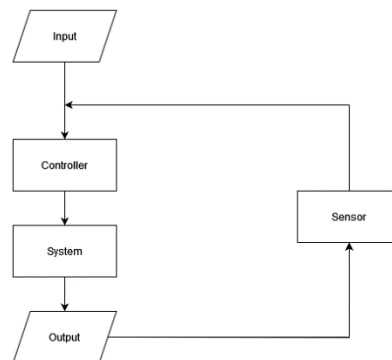 Input
Controller
Sensor
System
Output